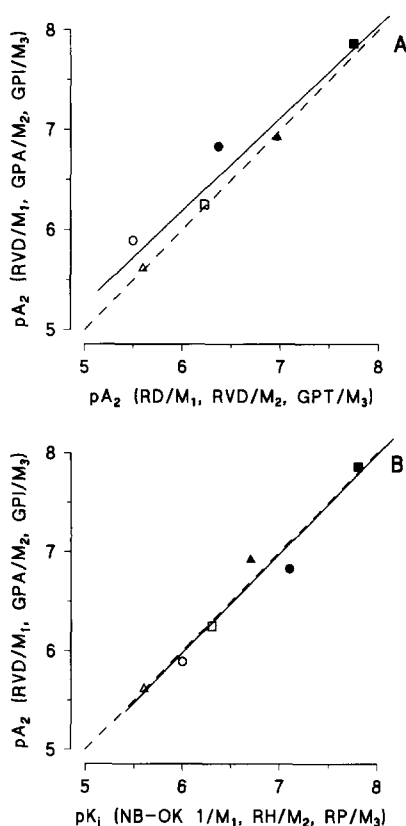 A
8
7
6
5
pA₂ (RVD/M₁, GPA/M₂, GPI/M₃)
5 6 7 8
pA₂ (RD/M₁, RVD/M₂, GPT/M₃)
B
8
7
6
5
pA₂ (RVD/M₁, GPA/M₂, GPI/M₃)
5 6 7 8
pKᵢ (NB-OK 1/M₁, RH/M₂, RP/M₃)